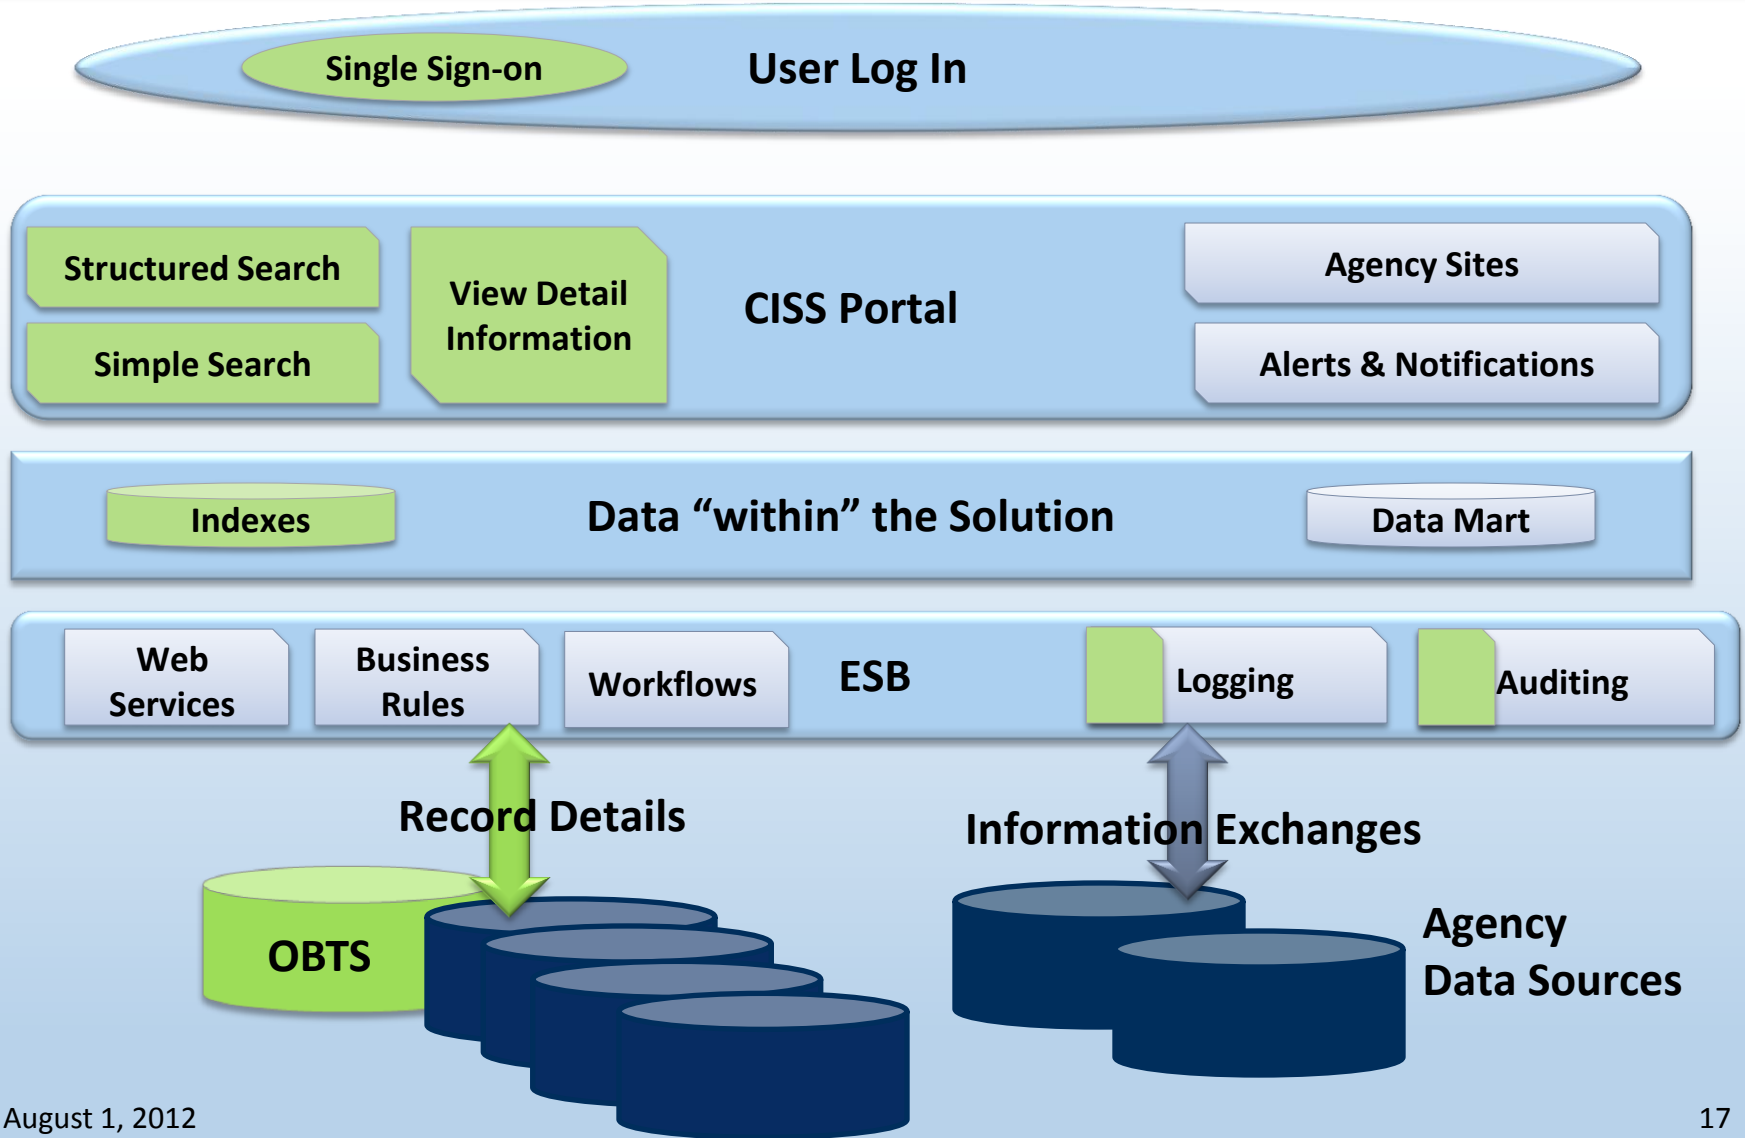 Single Sign-on
User Log In
Structured Search
Simple Search
View Detail
Information
CISS Portal
Agency Sites
Alerts & Notifications
Indexes
Data “within” the Solution
Data Mart
Web
Services
Business
Rules
Workflows
ESB
Logging
Auditing
Record Details
Information Exchanges
OBTS
Agency
Data Sources
August 1, 2012
17